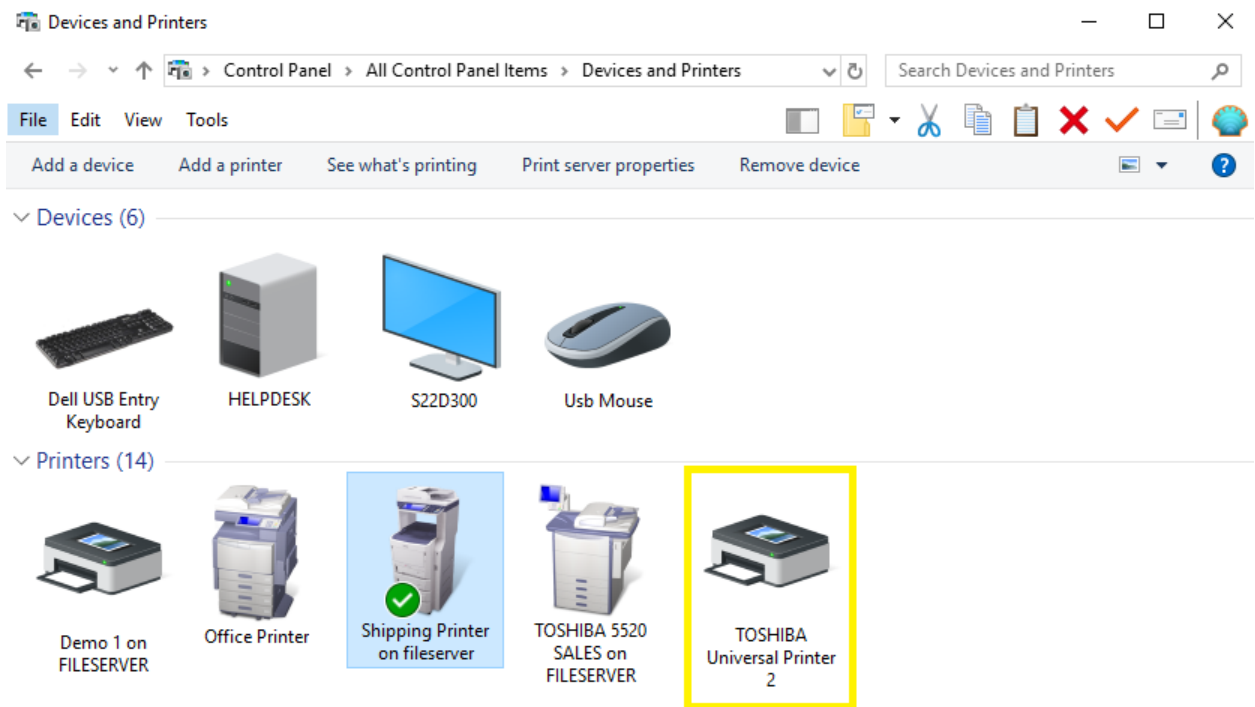 Devices and Printers
Control Panel > All Control Panel Items > Devices and Printers
Search Devices and Printers
File Edit View Tools
Add a device Add a printer See what's printing Print server properties Remove device
?
Devices (6)
Dell USB Entry
Keyboard
HELPDESK
S22D300
Usb Mouse
Printers (14)
Demo 1 on
FILESERVER
Office Printer
Shipping Printer
on fileserver
TOSHIBA 5520
SALES on
FILESERVER
TOSHIBA
Universal Printer
2